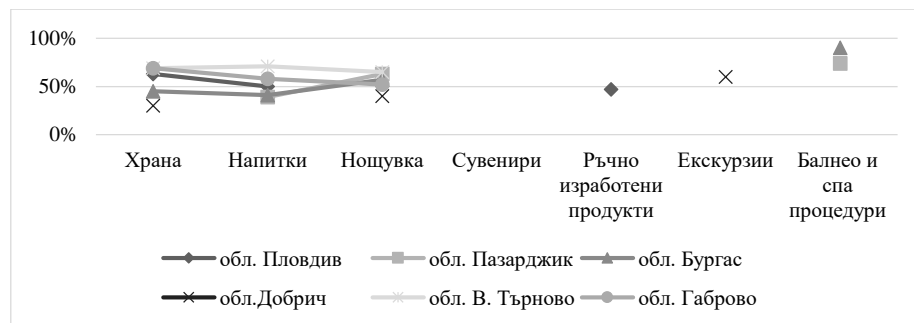 100%
50%
0%
Храна
Напитки
Нощувка
Сувенири
Ръчно
изработени
продукти
Екскурзии
Балнео и
спа
процедури
обл. Пловдив
обл. Пазарджик
обл. Бургас
обл.Добрич
обл. В. Търново
обл. Габрово